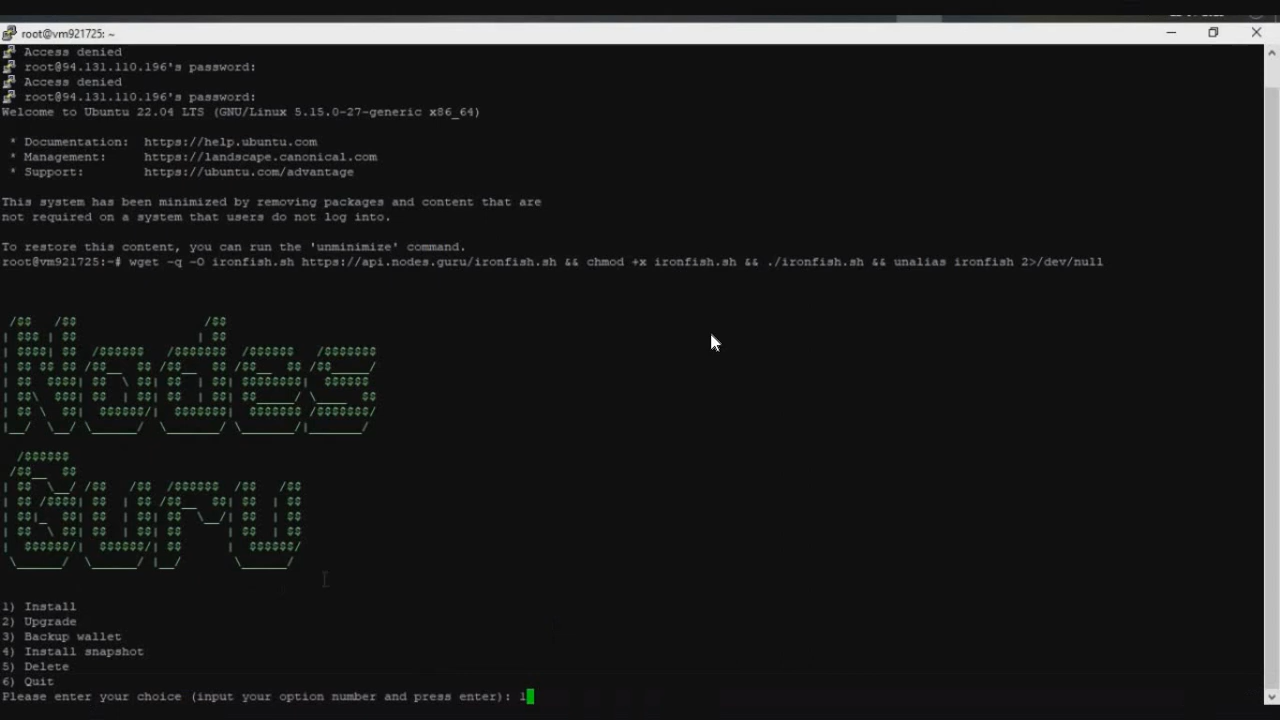 root@vm921725: ~
Access denied
root@94.131.110.196's password:
Access denied
root@94.131.110.196's password:
Welcome to Ubuntu 22.04 LTS (GNU/Linux 5.15.0-27-generic x86_64)
* Documentation: https://help.ubuntu.com
* Management: https://landscape.canonical.com
* Support: https://ubuntu.com/advantage
This system has been minimized by removing packages and content that are
not required on a system that users do not log into.
To restore this content, you can run the 'unminimize' command.
root@vm921725:~# wget -q -O ironfish.sh https://api.nodes.guru/ironfish.sh && chmod +x ironfish.sh && ./ironfish.sh && unalias ironfish 2>/dev/null
Nodes
Guru
1) Install
2) Upgrade
3) Backup wallet
4) Install snapshot
5) Delete
6) Quit
Please enter your choice (input your option number and press enter): 1